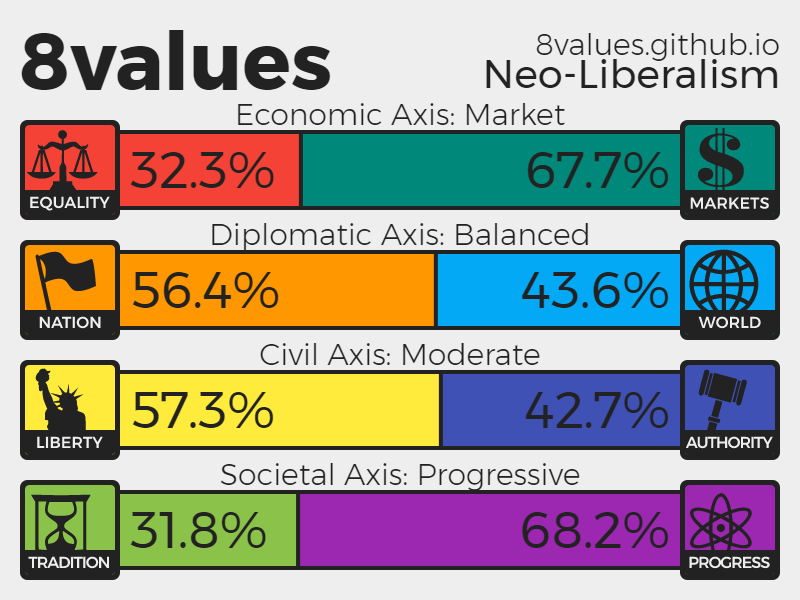 8values
8values.github.io
Neo-Liberalism
Economic Axis: Market
EQUALITY
32.3%
67.7%
MARKETS
Diplomatic Axis: Balanced
NATION
56.4%
43.6%
WORLD
Civil Axis: Moderate
LIBERTY
57.3%
42.7%
AUTHORITY
Societal Axis: Progressive
TRADITION
31.8%
68.2%
PROGRESS